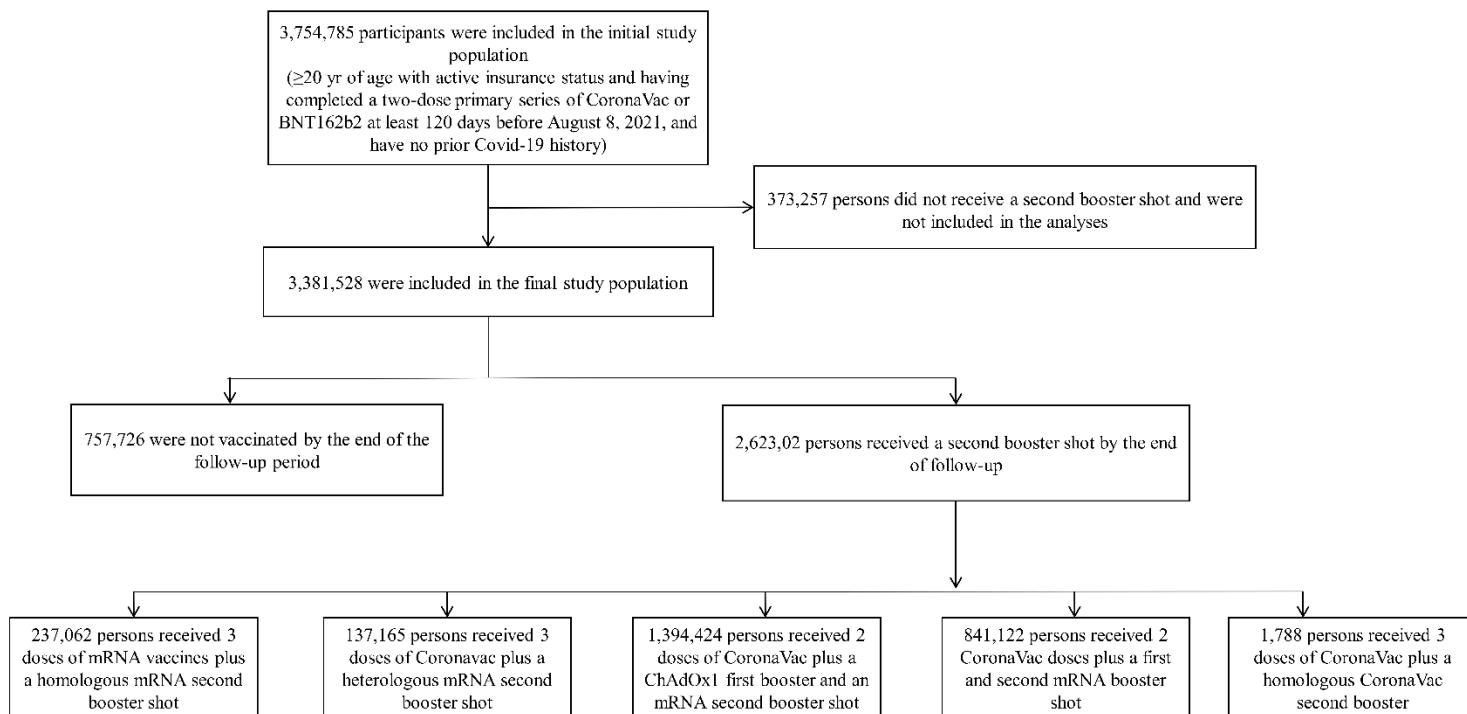 3,754,785 participants were included in the initial study
population
(≥20 yr of age with active insurance status and having
completed a two-dose primary series of CoronaVac or
BNT162b2 at least 120 days before August 8, 2021, and
have no prior Covid-19 history)
373,257 persons did not receive a second booster shot and were
not included in the analyses
3,381,528 were included in the final study population
757,726 were not vaccinated by the end of the
follow-up period
2,623,02 persons received a second booster shot by the end
of follow-up
237,062 persons received 3
doses of mRNA vaccines plus
a homologous mRNA second
booster shot
137,165 persons received 3
doses of Coronavac plus a
heterologous mRNA second
booster shot
1,394,424 persons received 2
doses of CoronaVac plus a
ChAdOx1 first booster and an
mRNA second booster shot
841,122 persons received 2
CoronaVac doses plus a first
and second mRNA booster
shot
1,788 persons received 3
doses of CoronaVac plus a
homologous CoronaVac
second booster